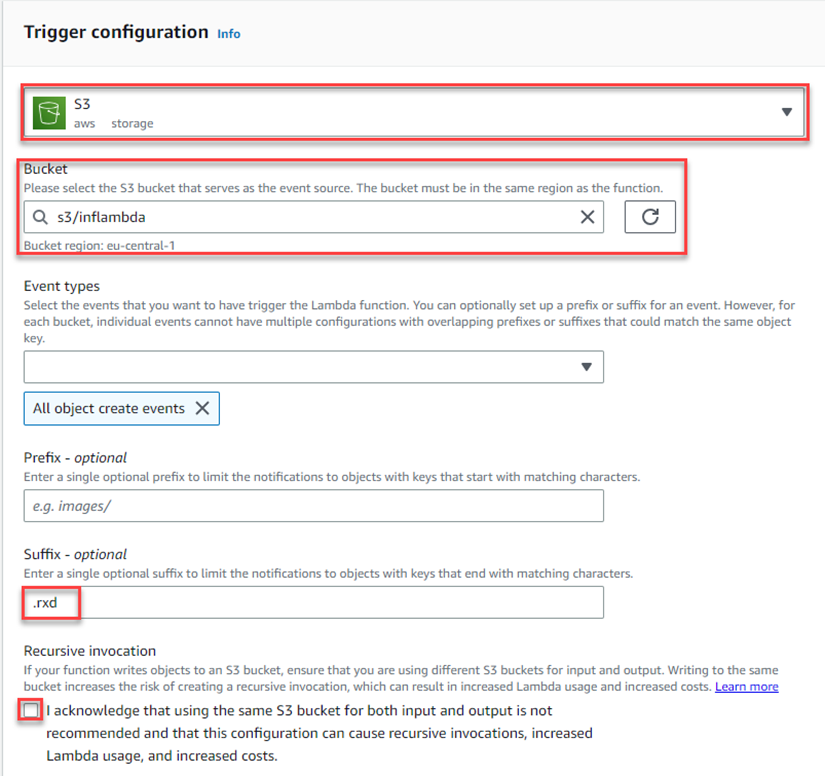 Trigger configuration Info
S3
aws storage
Bucket
Please select the S3 bucket that serves as the event source. The bucket must be in the same region as the function.
s3/inflambda
Bucket region: eu-central-1
Event types
Select the events that you want to have trigger the Lambda function. You can optionally set up a prefix or suffix for an event. However, for
each bucket, individual events cannot have multiple configurations with overlapping prefixes or suffixes that could match the same object
key.
All object create events
Prefix - optional
Enter a single optional prefix to limit the notifications to objects with keys that start with matching characters.
e.g. images/
Suffix - optional
Enter a single optional suffix to limit the notifications to objects with keys that end with matching characters.
.rxd
Recursive invocation
If your function writes objects to an S3 bucket, ensure that you are using different S3 buckets for input and output. Writing to the same
bucket increases the risk of creating a recursive invocation, which can result in increased Lambda usage and increased costs. Learn more
I acknowledge that using the same S3 bucket for both input and output is not
recommended and that this configuration can cause recursive invocations, increased
Lambda usage, and increased costs.